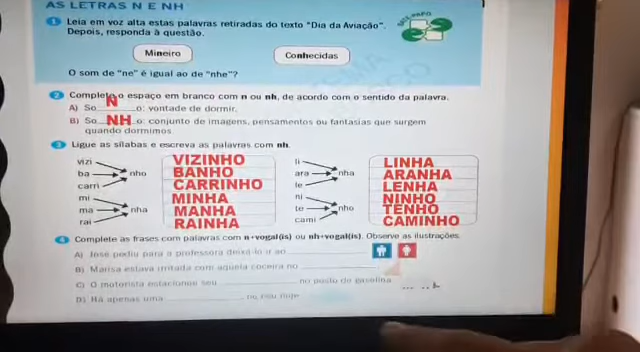 AS LETRAS N E NH
1 Leia em voz alta estas palavras retiradas do texto "Dia da Aviação".
Depois, responda à questão.
Mineiro
Conhecidas
O som de "ne" é igual ao de "nhe"?
2 Complete o espaço em branco com n ou nh, de acordo com o sentido da palavra.
A) So N o: vontade de dormir.
B) So NH o: conjunto de imagens, pensamentos ou fantasias que surgem
quando dormimos
3 Ligue as sílabas e escreva as palavras com nh.
vizi
ba nho
carri
VIZINHO
BANHO
CARRINHO
mi
ma nha
rai
MINHA
MANHA
RAINHA
li
ara nha
le
LINHA
ARANHA
LENHA
ni
te nho
cami
NINHO
TENHO
CAMINHO
4 Complete as frases com palavras com n+vogal(is) ou nh+vogal(is). Observe as ilustrações.
A) José pediu para a professora deixá-lo ir ao
B) Marisa estava irritada com aquela coceira no
C) O motorista estacionou seu no posto de gasolina
D) Há apenas uma no meu